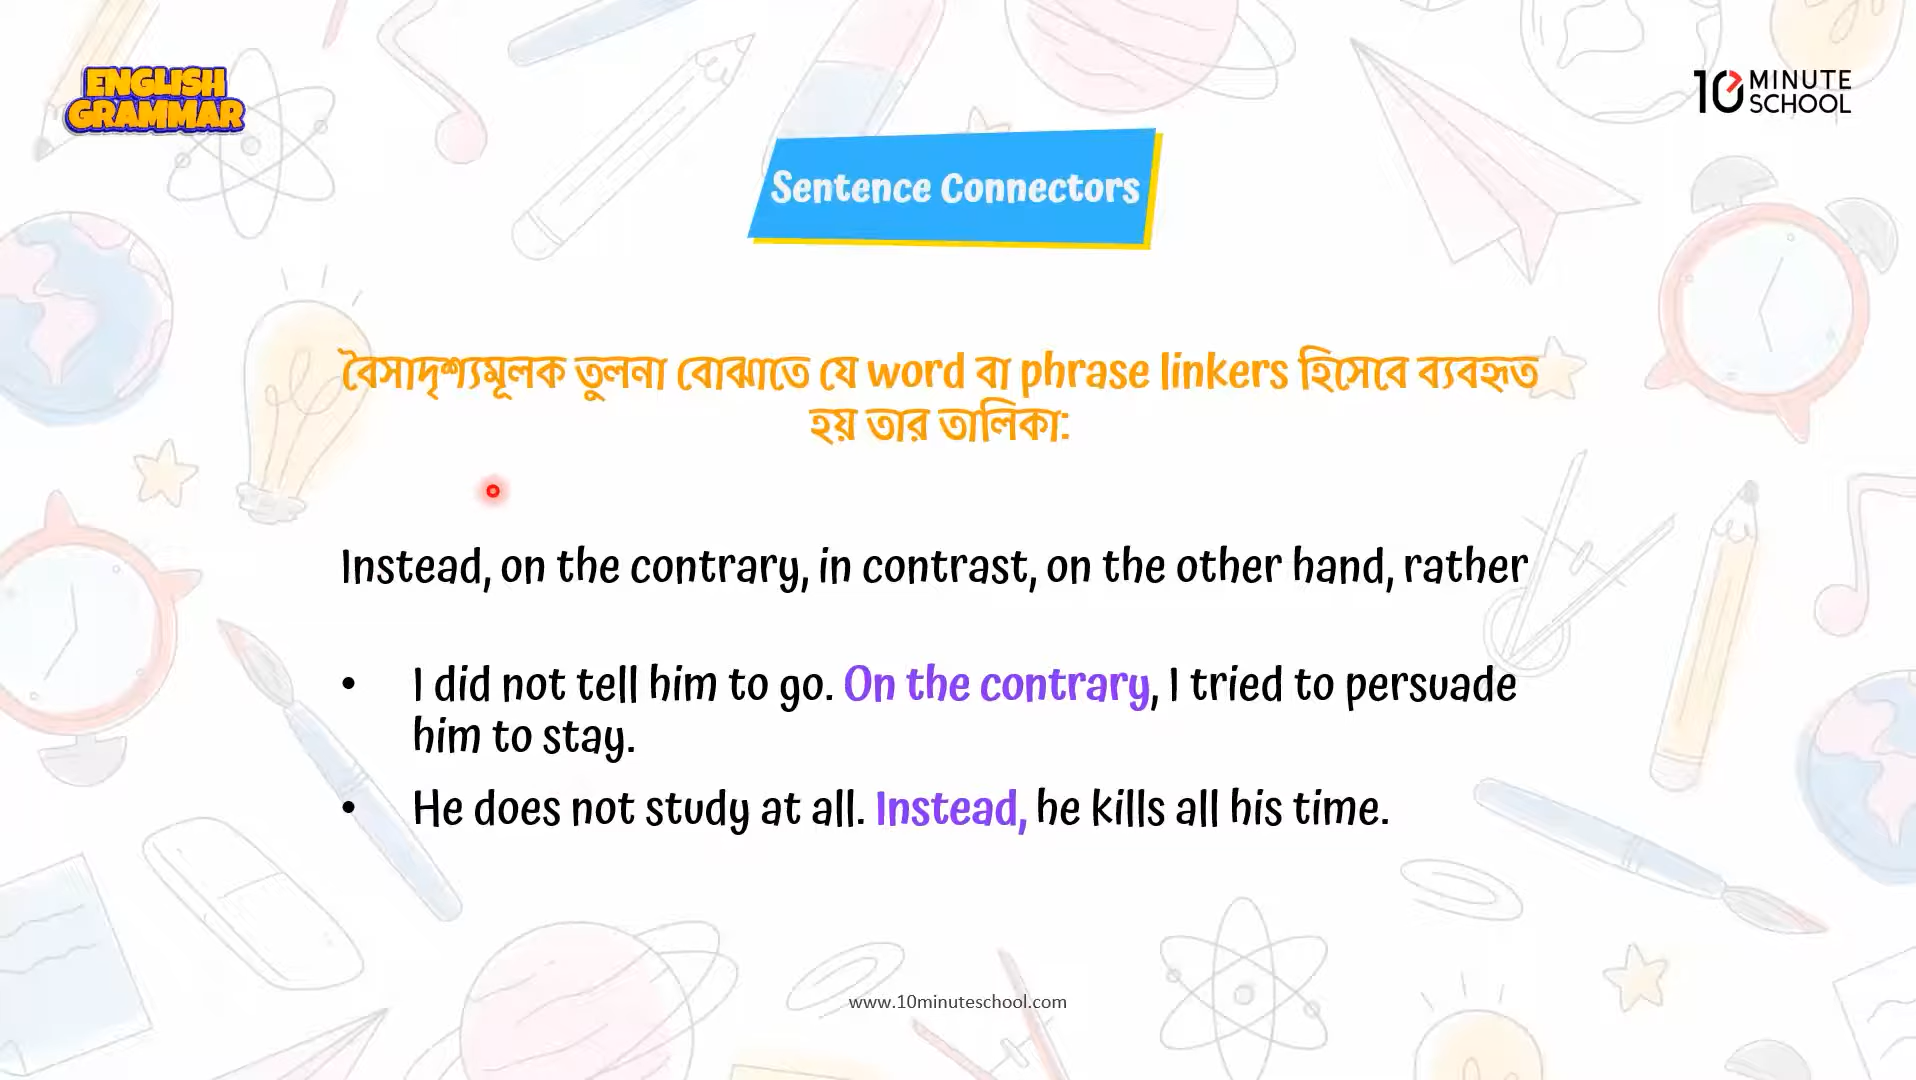 ENGLISH
GRAMMAR
10 MINUTE
SCHOOL
Sentence Connectors
বৈসাদৃশ্যমূলক তুলনা বোঝাতে যে word বা phrase linkers হিসেবে ব্যবহৃত
হয় তার তালিকা:
Instead, on the contrary, in contrast, on the other hand, rather
• I did not tell him to go. On the contrary, I tried to persuade
him to stay.
• He does not study at all. Instead, he kills all his time.
www.10minuteschool.com